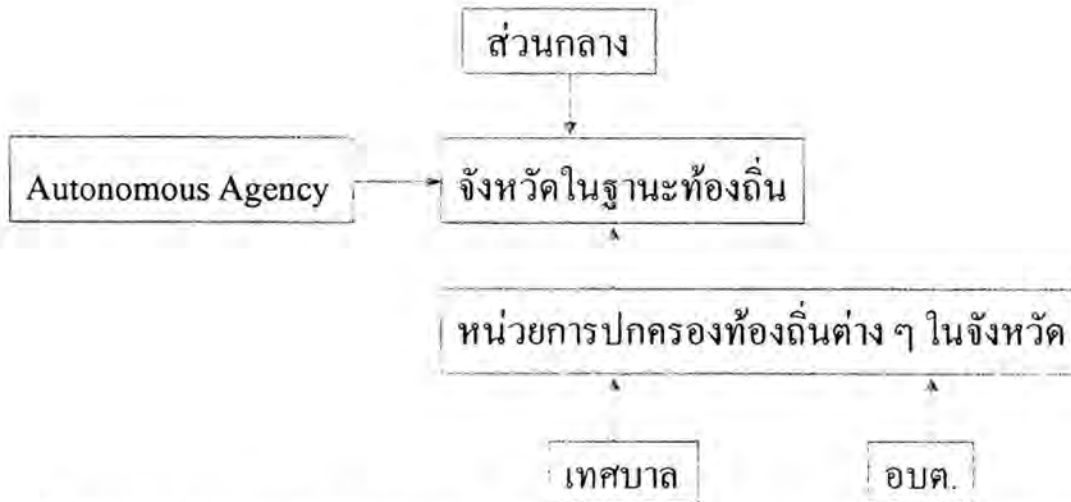 ส่วนกลาง
Autonomous Agency
จังหวัดในฐานะท้องถิ่น
หน่วยการปกครองท้องถิ่นต่าง ๆ ในจังหวัด
เทศบาล
อบต.